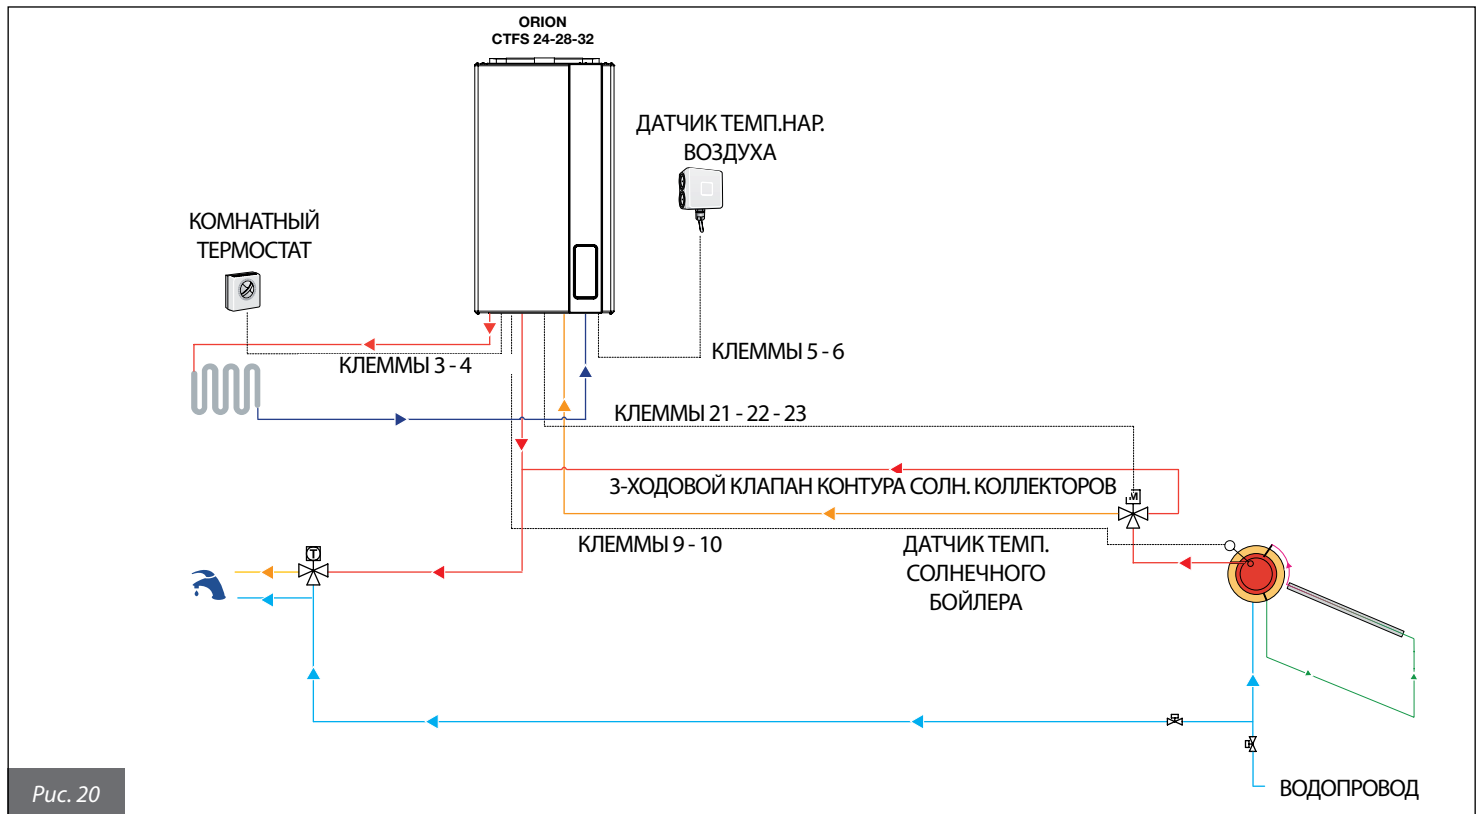 ORION
CTFS 24-28-32
ДАТЧИК ТЕМП.НАР.
ВОЗДУХА
КОМНАТНЫЙ
ТЕРМОСТАТ
КЛЕММЫ 3 - 4
КЛЕММЫ 5 - 6
КЛЕММЫ 21 - 22 - 23
3-ХОДОВОЙ КЛАПАН КОНТУРА СОЛН. КОЛЛЕКТОРОВ
M
КЛЕММЫ 9 - 10
ДАТЧИК ТЕМП.
СОЛНЕЧНОГО
БОЙЛЕРА
T
ВОДОПРОВОД
Рис. 20